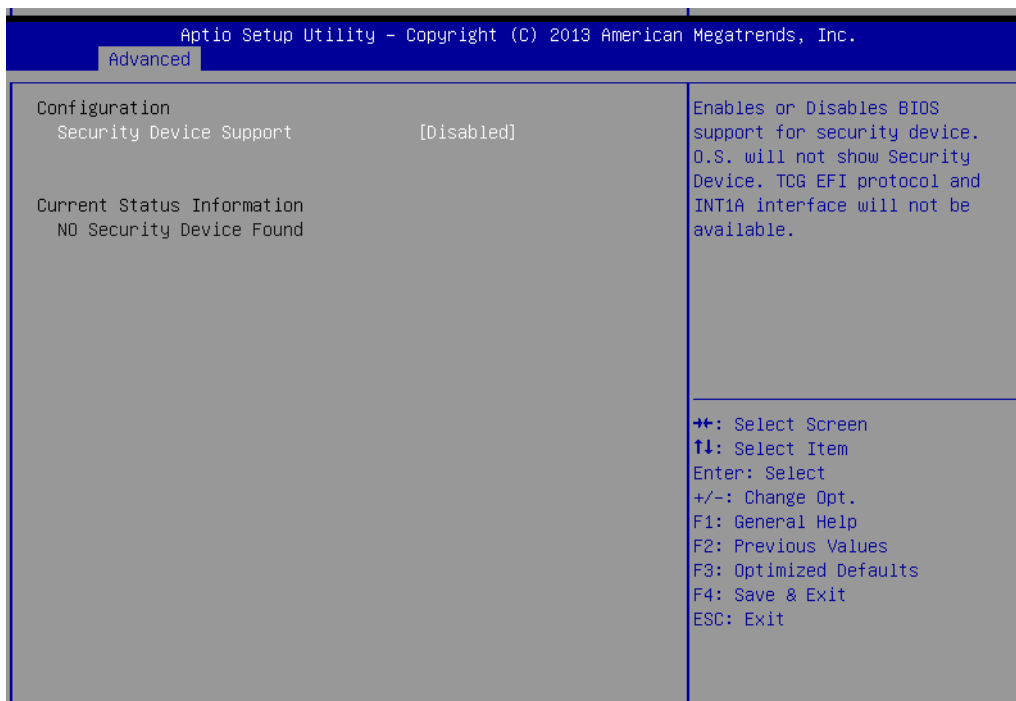 Aptio Setup Utility – Copyright (C) 2013 American Megatrends, Inc.
Advanced
Configuration
Security Device Support [Disabled]
Current Status Information
NO Security Device Found
Enables or Disables BIOS
support for security device.
O.S. will not show Security
Device. TCG EFI protocol and
INT1A interface will not be
available.
→←: Select Screen
↑↓: Select Item
Enter: Select
+/-: Change Opt.
F1: General Help
F2: Previous Values
F3: Optimized Defaults
F4: Save & Exit
ESC: Exit